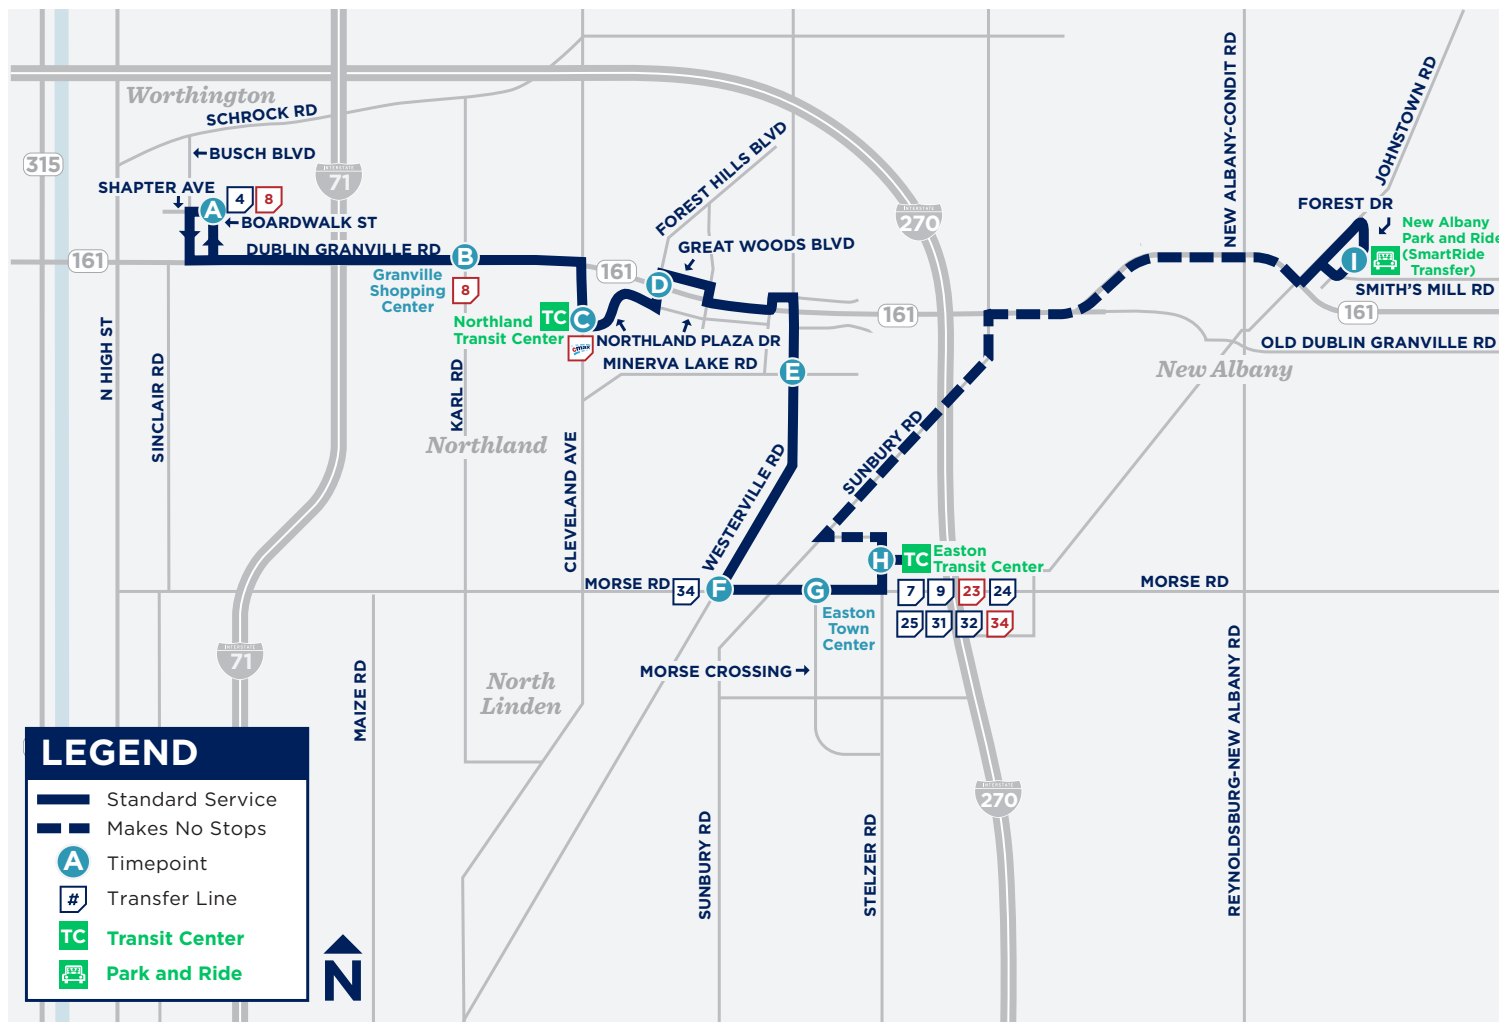 Worthington
SCHROCK RD
315
BUSCH BLVD
INTERSTATE
71
SHAPTER AVE
A
4
8
BOARDWALK ST
161
DUBLIN GRANVILLE RD
B
Granville
Shopping
Center
8
FOREST HILLS BLVD
GREAT WOODS BLVD
161
D
TC
C
Northland
Transit Center
cmax
NORTHLAND PLAZA DR
MINERVA LAKE RD
E
INTERSTATE
270
161
NEW ALBANY-CONDIT RD
JOHNSTOWN RD
FOREST DR
New Albany
Park and Ride
(SmartRide
Transfer)
I
SMITH'S MILL RD
161
OLD DUBLIN GRANVILLE RD
New Albany
N HIGH ST
SINCLAIR RD
KARL RD
Northland
CLEVELAND AVE
WESTERVILLE RD
SUNBURY RD
H
TC
Easton
Transit Center
MORSE RD
34
F
G
7
9
23
24
25
31
32
34
MORSE RD
Easton
Town
Center
MORSE CROSSING
INTERSTATE
71
MAIZE RD
North
Linden
SUNBURY RD
STELZER RD
INTERSTATE
270
REYNOLDSBURG-NEW ALBANY RD
LEGEND
Standard Service
Makes No Stops
A
Timepoint
#
Transfer Line
TC
Transit Center
Park and Ride
N